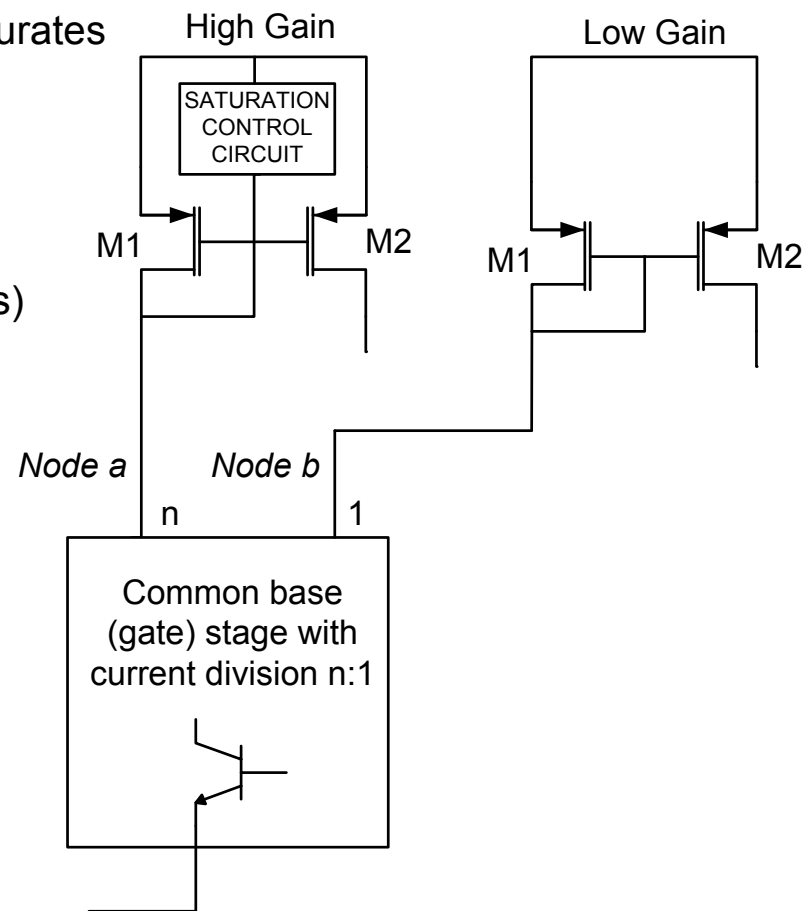 urates
High Gain
Low Gain
SATURATION
CONTROL
CIRCUIT
M1
M2
M1
M2
s)
Node a
Node b
n
1
Common base
(gate) stage with
current division n:1